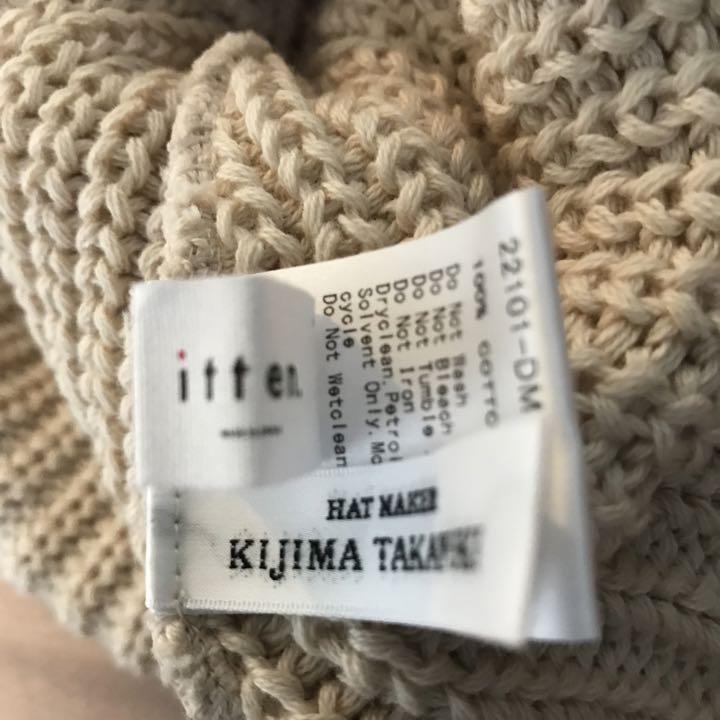 itten.
22101-DM
100% COTTO
Do Not Wash
Do Not Bleach
Do Not Tumble
Do Not Iron
Dryclean.Petrol
Solvent Only.Mo
cycle
Do Not Wetclean
HAT MAKER
KIJIMA